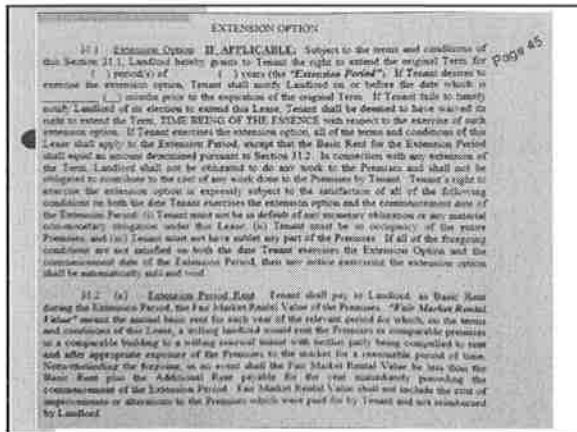 EXTENSION OPTION
Page 45
31.1 Extension Option IF APPLICABLE: Subject to the terms and conditions of
this Section 31.1, Landlord hereby grants to Tenant the right to extend the original Term for
( ) period(s) of ( ) years (the "Extension Period"). If Tenant desires to
exercise the extension option, Tenant shall notify Landlord on or before the date which is
( ) months prior to the expiration of the original Term. If Tenant fails to timely
notify Landlord of its election to extend this Lease, Tenant shall be deemed to have waived its
right to extend the Term, TIME BEING OF THE ESSENCE with respect to the exercise of such
extension option. If Tenant exercises the extension option, all of the terms and conditions of this
Lease shall apply to the Extension Period, except that the Basic Rent for the Extension Period
shall equal an amount determined pursuant to Section 31.2. In connection with any extension of
the Term, Landlord shall not be obligated to do any work to the Premises and shall not be
obligated to contribute to the cost of any work done to the Premises by Tenant. Tenant's right to
exercise the extension option is expressly subject to the satisfaction of all of the following
conditions on both the date Tenant exercises the extension option and the commencement date of
the Extension Period: (i) Tenant must not be in default of any monetary obligation or any material
non-monetary obligation under this Lease; (ii) Tenant must be in occupancy of the entire
Premises; and (iii) Tenant must not have sublet any part of the Premises. If all of the foregoing
conditions are not satisfied on both the date Tenant exercises the Extension Option and the
commencement date of the Extension Period, then any notice exercising the extension option
shall be automatically null and void.
31.2 (a) Extension Period Rent. Tenant shall pay to Landlord, as Basic Rent
during the Extension Period, the Fair Market Rental Value of the Premises. "Fair Market Rental
Value" means the annual basic rent for each year of the relevant period for which, on the terms
and conditions of this Lease, a willing landlord would rent the Premises or comparable premises
in a comparable building to a willing renewal tenant with neither party being compelled to rent
and after appropriate exposure of the Premises to the market for a reasonable period of time.
Notwithstanding the foregoing, in no event shall the Fair Market Rental Value be less than the
Basic Rent plus the Additional Rent payable for the year immediately preceding the
commencement of the Extension Period. Fair Market Rental Value shall not include the cost of
improvements or alterations to the Premises which were paid for by Tenant and not reimbursed
by Landlord.